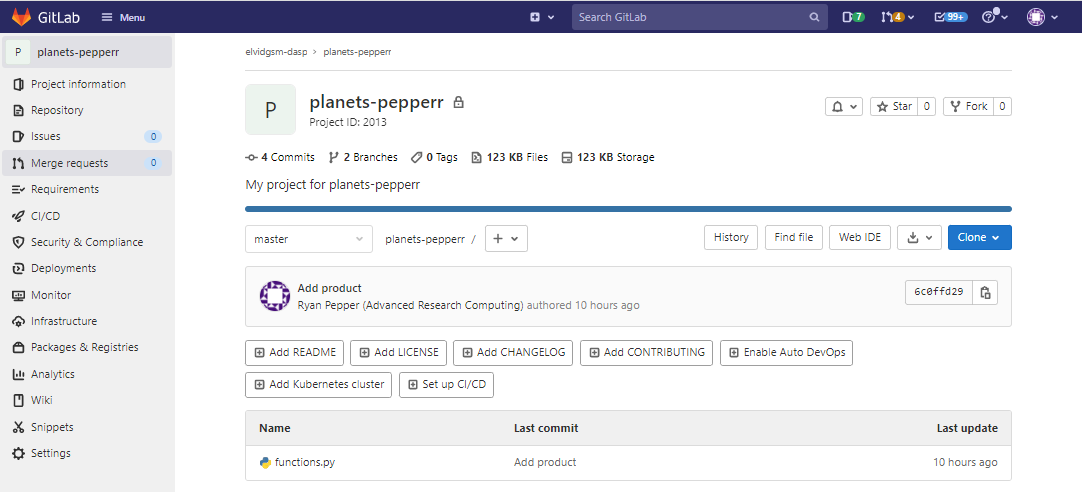 GitLab Menu Search GitLab 7 4 99+
P planets-pepperr
elvidgsm-dasp > planets-pepperr
Project information
Repository
Issues 0
Merge requests 0
Requirements
CI/CD
Security & Compliance
Deployments
Monitor
Infrastructure
Packages & Registries
Analytics
Wiki
Snippets
Settings
P planets-pepperr
Project ID: 2013
Star 0 Fork 0
4 Commits 2 Branches 0 Tags 123 KB Files 123 KB Storage
My project for planets-pepperr
master planets-pepperr / + History Find file Web IDE Clone
Add product
Ryan Pepper (Advanced Research Computing) authored 10 hours ago
6c0ffd29
Add README Add LICENSE Add CHANGELOG Add CONTRIBUTING Enable Auto DevOps
Add Kubernetes cluster Set up CI/CD
Name Last commit Last update
functions.py Add product 10 hours ago